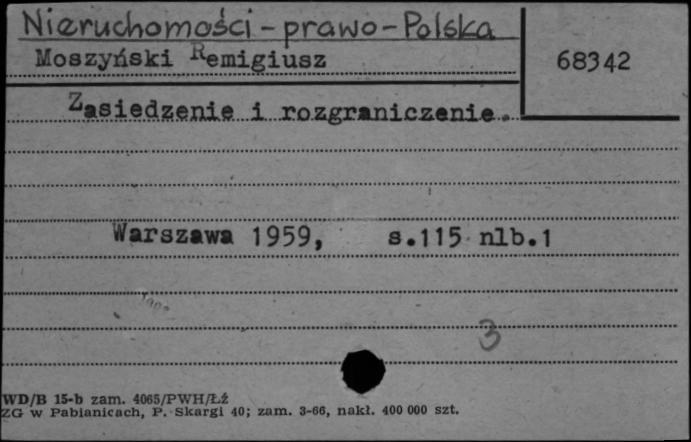 Nieruchomości - prawo - Polska
Moszyński Remigiusz
68342
Zasiedzenie i rozgraniczenie.
Warszawa 1959, s.115 nlb.1
3
WD/B 15-b zam. 4065/PWH/Łź
ZG w Pabianicach, P. Skargi 40; zam. 3-66, nakł. 400 000 szt.